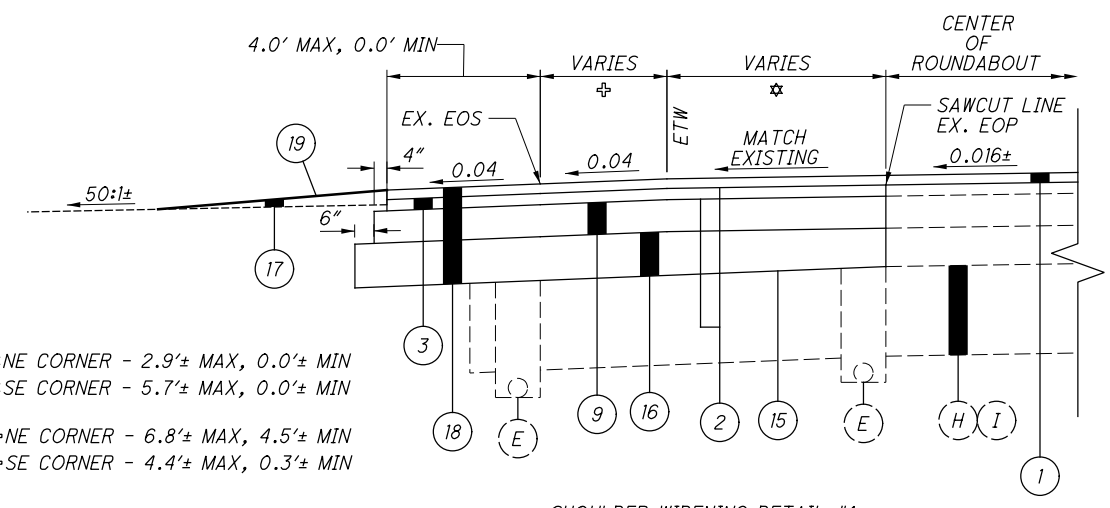 CENTER
OF
ROUNDABOUT
4.0' MAX, 0.0' MIN
VARIES
VARIES
EX. EOS
ETW
SAWCUT LINE
EX. EOP
MATCH
EXISTING
19
4"
0.04
0.04
0.016±
50:1±
6"
17
3
NE CORNER - 2.9'± MAX, 0.0'± MIN
SE CORNER - 5.7'± MAX, 0.0'± MIN
NE CORNER - 6.8'± MAX, 4.5'± MIN
SE CORNER - 4.4'± MAX, 0.3'± MIN
18
E
9
16
2
15
E
H
I
1